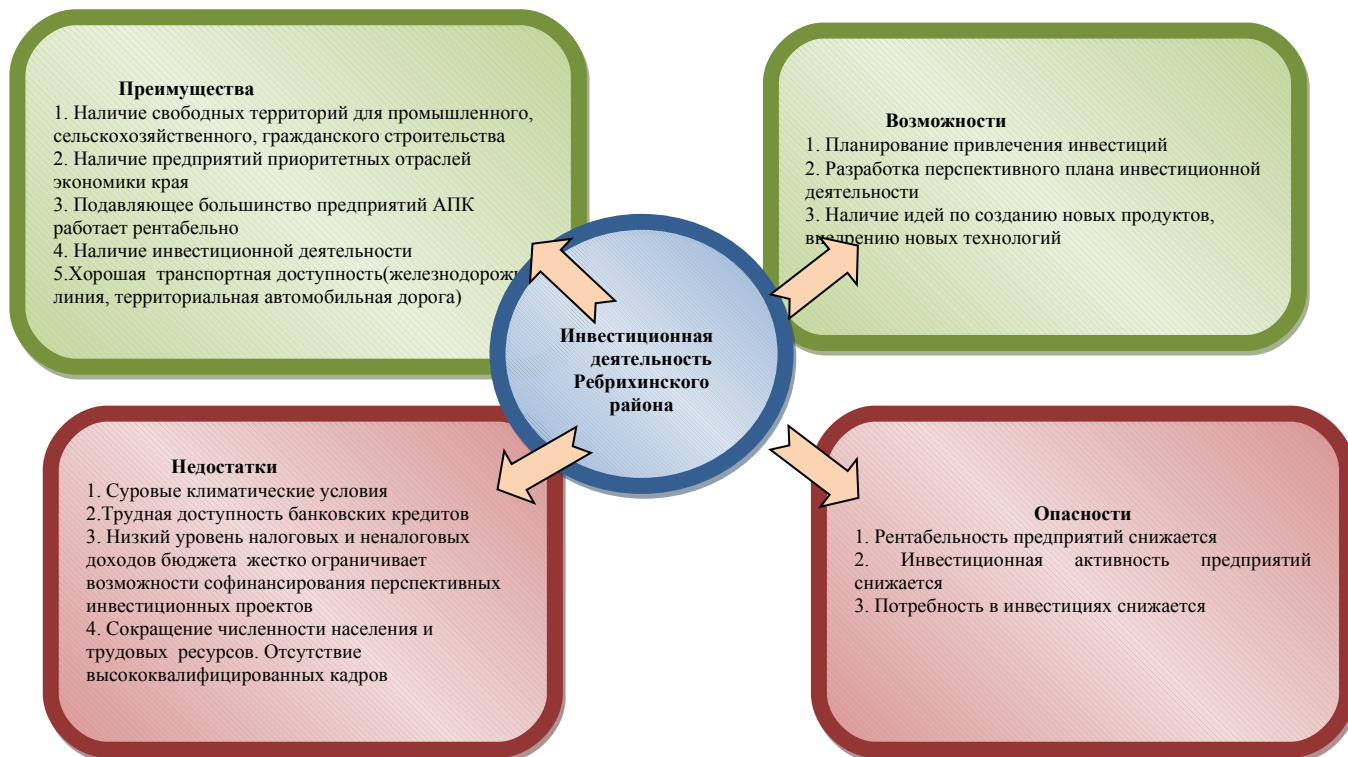 Преимущества
1. Наличие свободных территорий для промышленного,
сельскохозяйственного, гражданского строительства
2. Наличие предприятий приоритетных отраслей
экономики края
3. Подавляющее большинство предприятий АПК
работает рентабельно
4. Наличие инвестиционной деятельности
5.Хорошая транспортная доступность(железнодорож
линия, территориальная автомобильная дорога)
Возможности
1. Планирование привлечения инвестиций
2. Разработка перспективного плана инвестиционной
деятельности
3. Наличие идей по созданию новых продуктов,
внедрению новых технологий
Инвестиционная
деятельность
Ребрихинского
района
Недостатки
1. Суровые климатические условия
2.Трудная доступность банковских кредитов
3. Низкий уровень налоговых и неналоговых
доходов бюджета жестко ограничивает
возможности софинансирования перспективных
инвестиционных проектов
4. Сокращение численности населения и
трудовых ресурсов. Отсутствие
высококвалифицированных кадров
Опасности
1. Рентабельность предприятий снижается
2. Инвестиционная активность предприятий
снижается
3. Потребность в инвестициях снижается